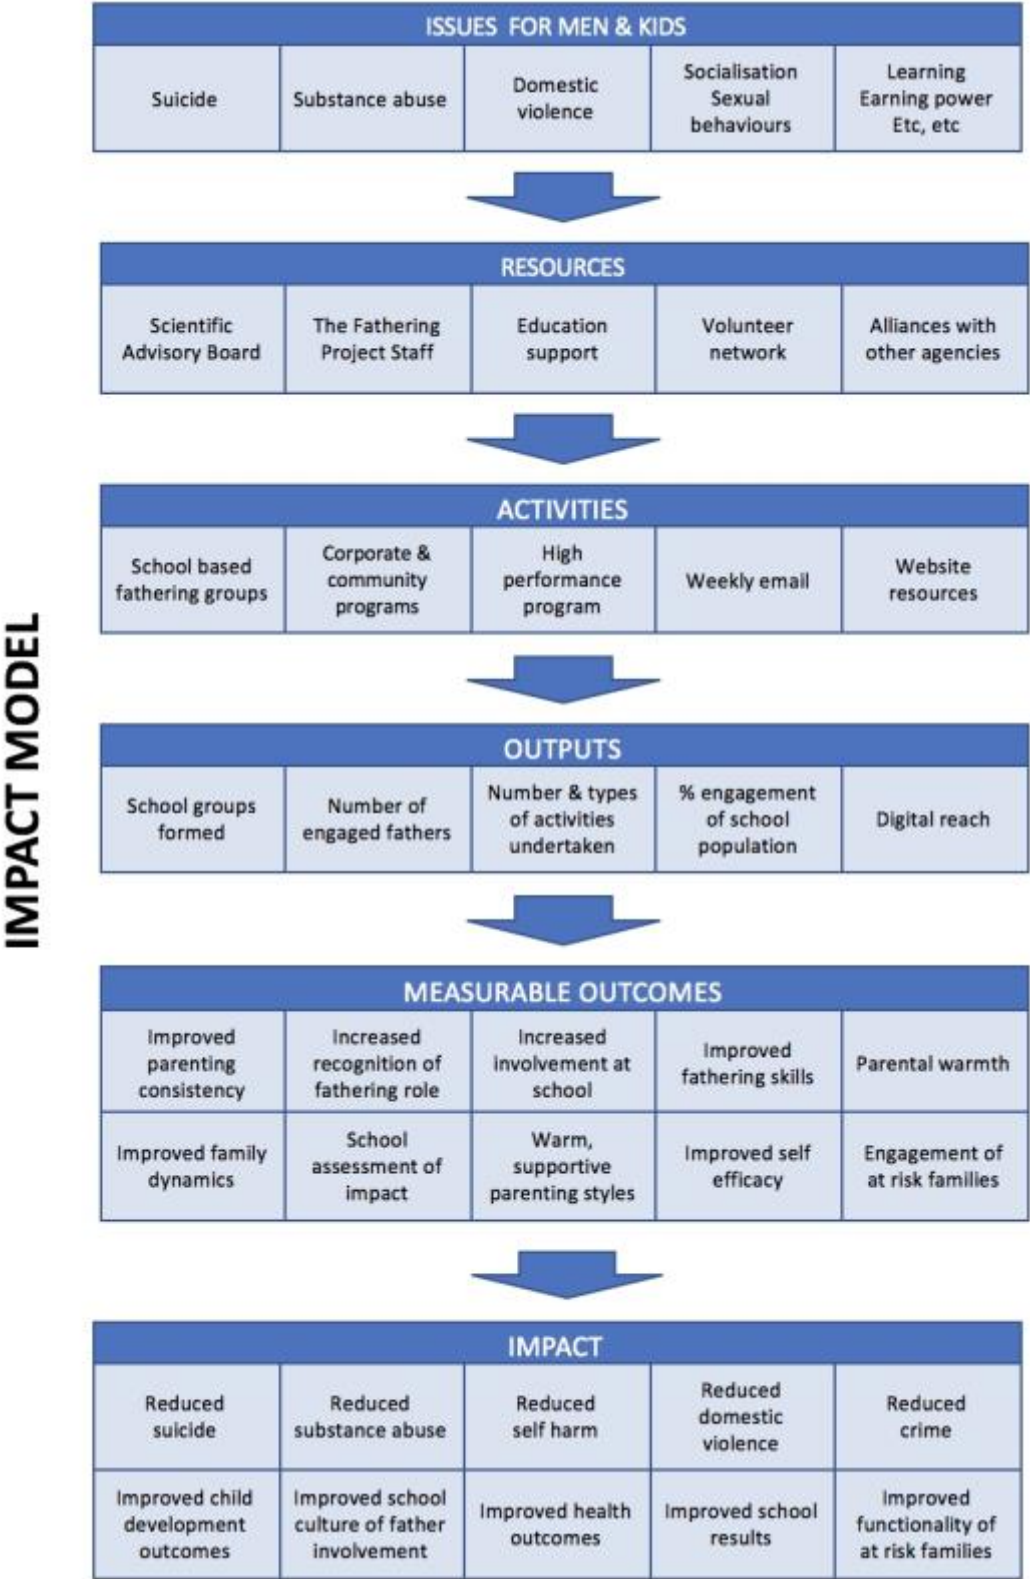 IMPACT MODEL
ISSUES FOR MEN & KIDS
Suicide
Substance abuse
Domestic
violence
Socialisation
Sexual
behaviours
Learning
Earning power
Etc, etc
RESOURCES
Scientific
Advisory Board
The Fathering
Project Staff
Education
support
Volunteer
network
Alliances with
other agencies
ACTIVITIES
School based
fathering groups
Corporate &
community
programs
High
performance
program
Weekly email
Website
resources
OUTPUTS
School groups
formed
Number of
engaged fathers
Number & types
of activities
undertaken
% engagement
of school
population
Digital reach
MEASURABLE OUTCOMES
Improved
parenting
consistency
Increased
recognition of
fathering role
Increased
involvement at
school
Improved
fathering skills
Parental warmth
Improved family
dynamics
School
assessment of
impact
Warm,
supportive
parenting styles
Improved self
efficacy
Engagement of
at risk families
IMPACT
Reduced
suicide
Reduced
substance abuse
Reduced
self harm
Reduced
domestic
violence
Reduced
crime
Improved child
development
outcomes
Improved school
culture of father
involvement
Improved health
outcomes
Improved school
results
Improved
functionality of
at risk families